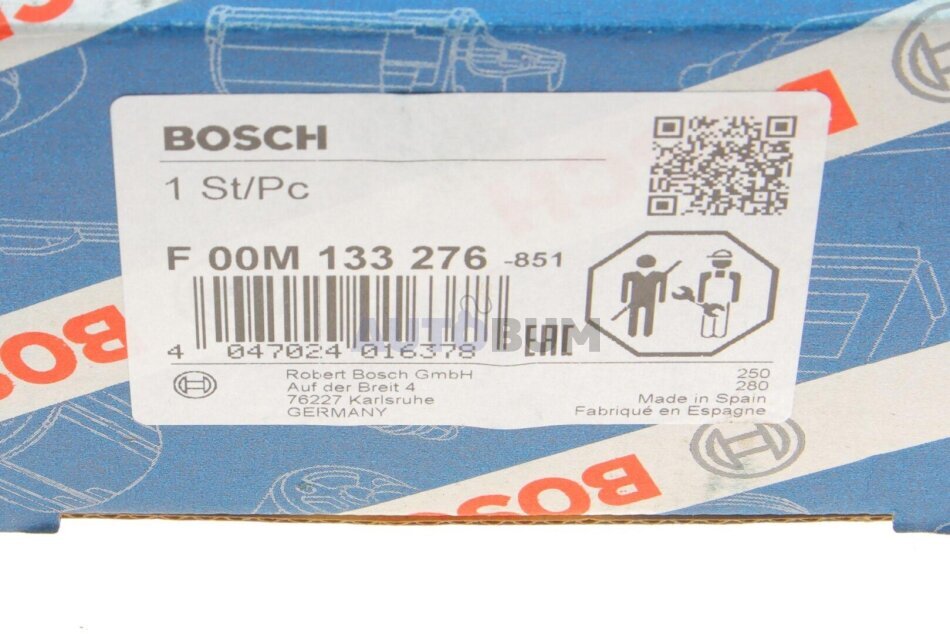 BOSCH
1 St/Pc
F 00M 133 276 -851
4 047024 016378
EAC
AUTOBUM
Robert Bosch GmbH
Auf der Breit 4
76227 Karlsruhe
GERMANY
250
280
Made in Spain
Fabriqué en Espagne
BOSCH